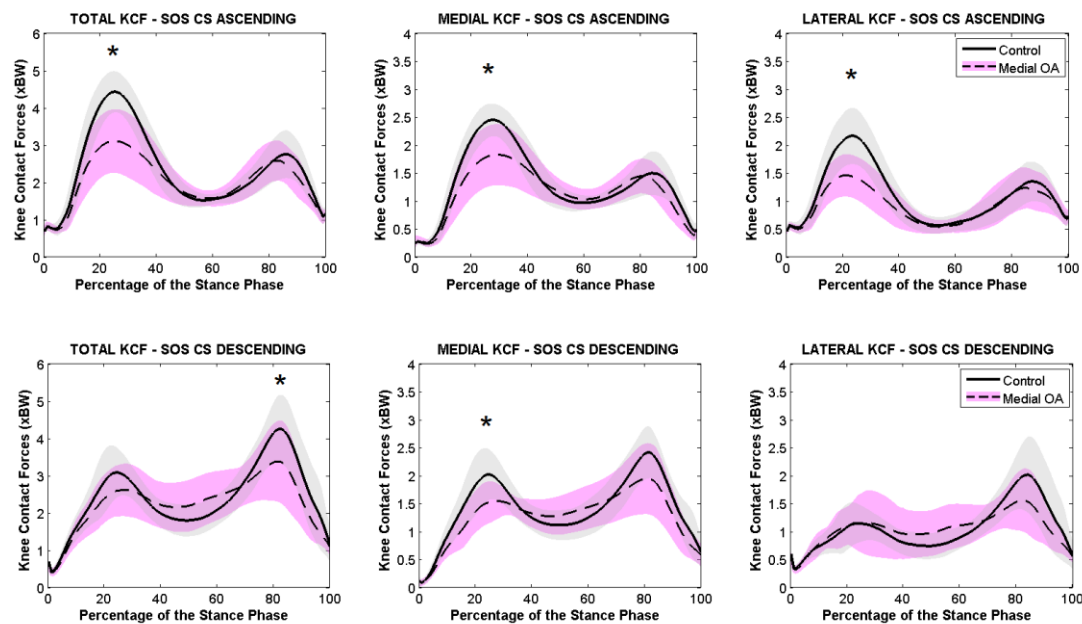 TOTAL KCF - SOS CS ASCENDING
MEDIAL KCF - SOS CS ASCENDING
LATERAL KCF - SOS CS ASCENDING
Knee Contact Forces (xBW)
6
5
4
3
2
1
0
*
0 20 40 60 80 100
Percentage of the Stance Phase
Knee Contact Forces (xBW)
4
3.5
3
2.5
2
1.5
1
0.5
0
*
0 20 40 60 80 100
Percentage of the Stance Phase
Knee Contact Forces (xBW)
4
3.5
3
2.5
2
1.5
1
0.5
0
*
Control
Medial OA
0 20 40 60 80 100
Percentage of the Stance Phase
TOTAL KCF - SOS CS DESCENDING
MEDIAL KCF - SOS CS DESCENDING
LATERAL KCF - SOS CS DESCENDING
Knee Contact Forces (xBW)
6
5
4
3
2
1
0
*
0 20 40 60 80 100
Percentage of the Stance Phase
Knee Contact Forces (xBW)
4
3.5
3
2.5
2
1.5
1
0.5
0
*
0 20 40 60 80 100
Percentage of the Stance Phase
Knee Contact Forces (xBW)
4
3.5
3
2.5
2
1.5
1
0.5
0
Control
Medial OA
0 20 40 60 80 100
Percentage of the Stance Phase